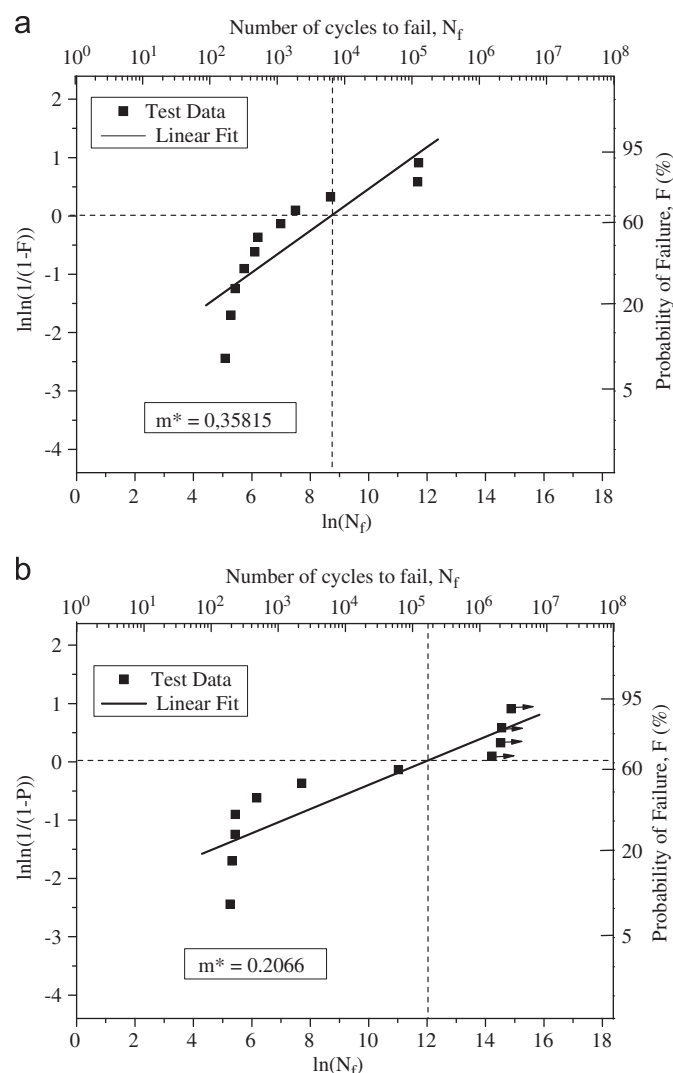 a
Number of cycles to fail, N_f
10^0 10^1 10^2 10^3 10^4 10^5 10^6 10^7 10^8
2
1
0
-1
-2
-3
-4
lnln(1/(1-F))
Test Data
Linear Fit
m* = 0,35815
95
60
20
5
Probability of Failure, F (%)
0 2 4 6 8 10 12 14 16 18
ln(N_f)
b
Number of cycles to fail, N_f
10^0 10^1 10^2 10^3 10^4 10^5 10^6 10^7 10^8
2
1
0
-1
-2
-3
-4
lnln(1/(1-P))
Test Data
Linear Fit
m* = 0.2066
95
60
20
5
Probability of Failure, F (%)
0 2 4 6 8 10 12 14 16 18
ln(N_f)